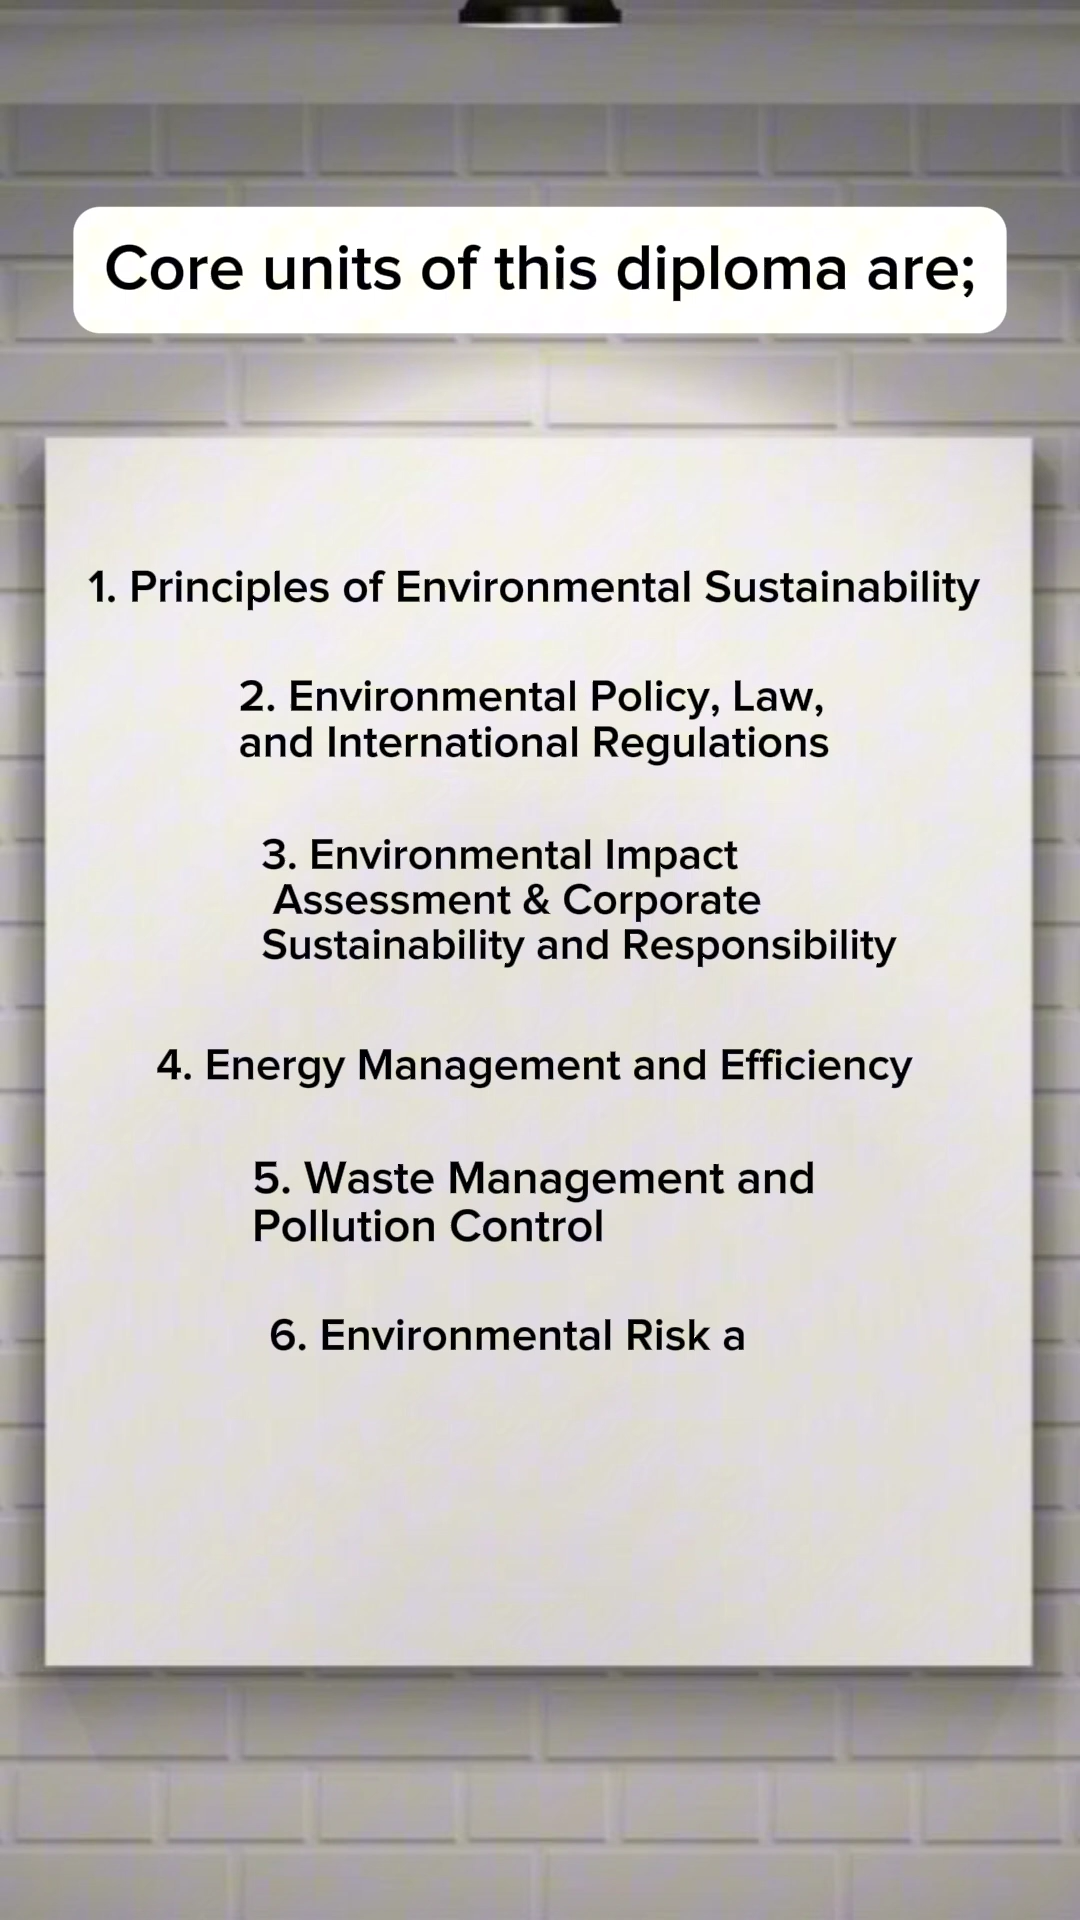 Core units of this diploma are;
1. Principles of Environmental Sustainability
2. Environmental Policy, Law,
and International Regulations
3. Environmental Impact
Assessment & Corporate
Sustainability and Responsibility
4. Energy Management and Efficiency
5. Waste Management and
Pollution Control
6. Environmental Risk a